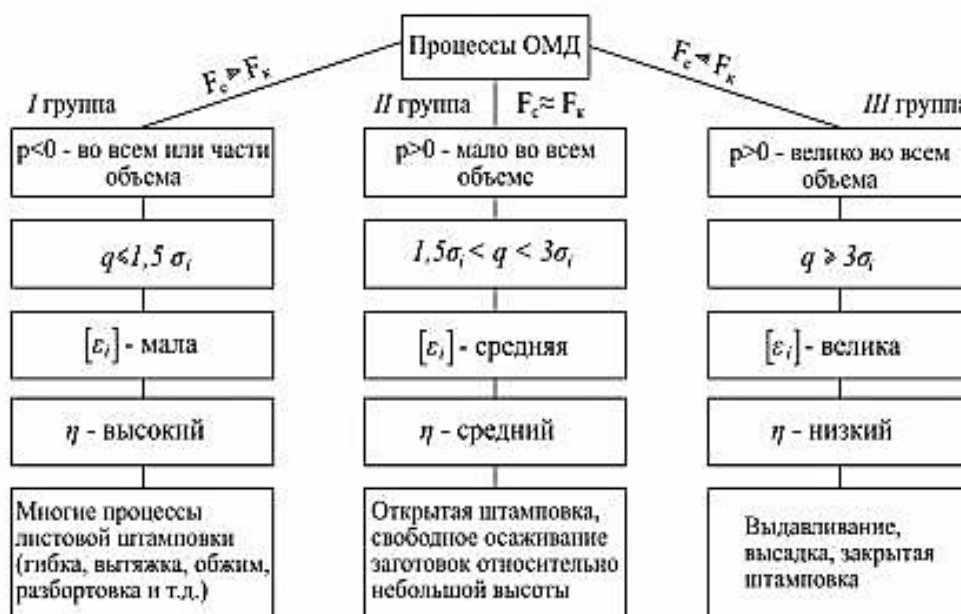 Процессы ОМД
F_c ≫ F_к
F_c ≪ F_к
I группа
II группа
F_c ≈ F_к
III группа
p<0 - во всем или части
объема
p>0 - мало во всем
объеме
p>0 - велико во всем
объема
q⩽1,5 σ_i
1,5σ_i < q < 3σ_i
q ⩾ 3σ_i
[ε_i] - мала
[ε_i] - средняя
[ε_i] - велика
η - высокий
η - средний
η - низкий
Многие процессы
листовой штамповки
(гибка, вытяжка, обжим,
разбортовка и т.д.)
Открытая штамповка,
свободное осаживание
заготовок относительно
небольшой высоты
Выдавливание,
высадка, закрытая
штамповка